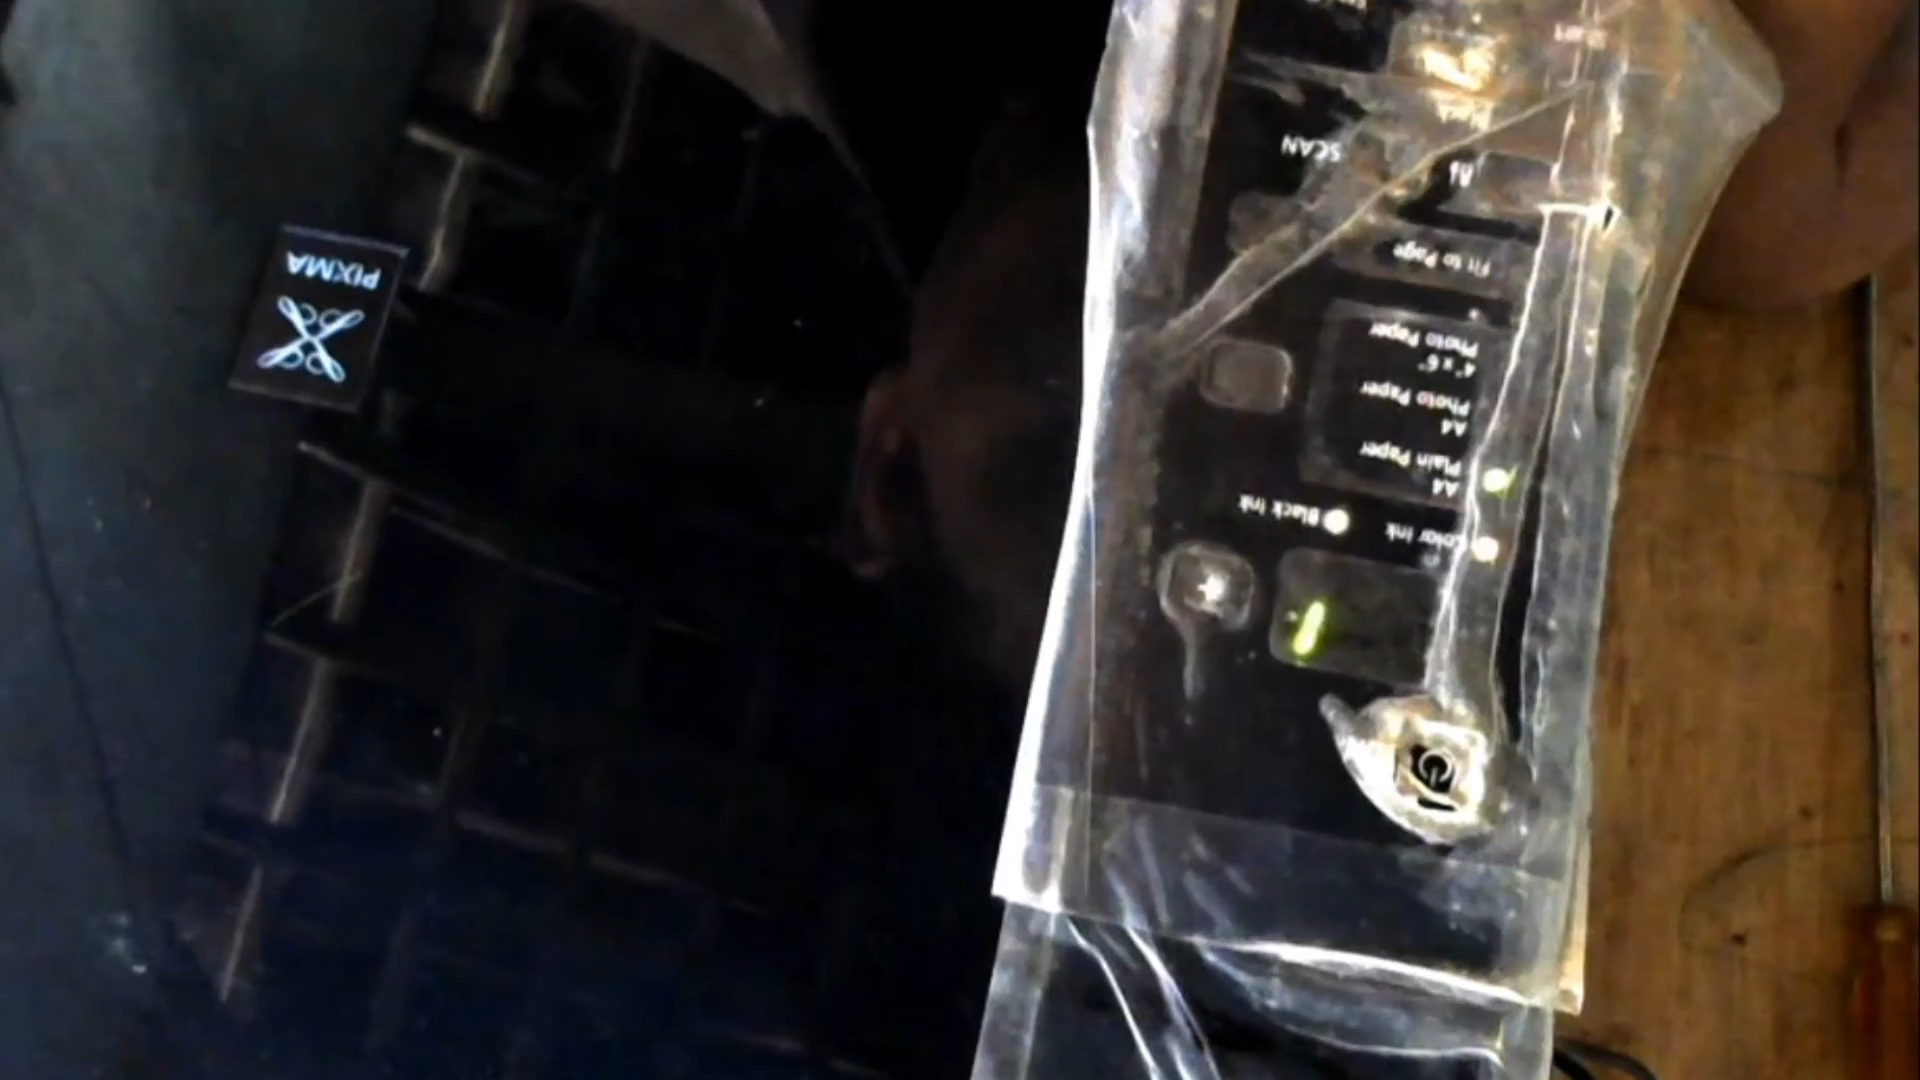 PIXMA
SCAN
Fit to Page
4"x 6"
Photo Paper
A4
Photo Paper
A4
Plain Paper
Color Ink
Black Ink